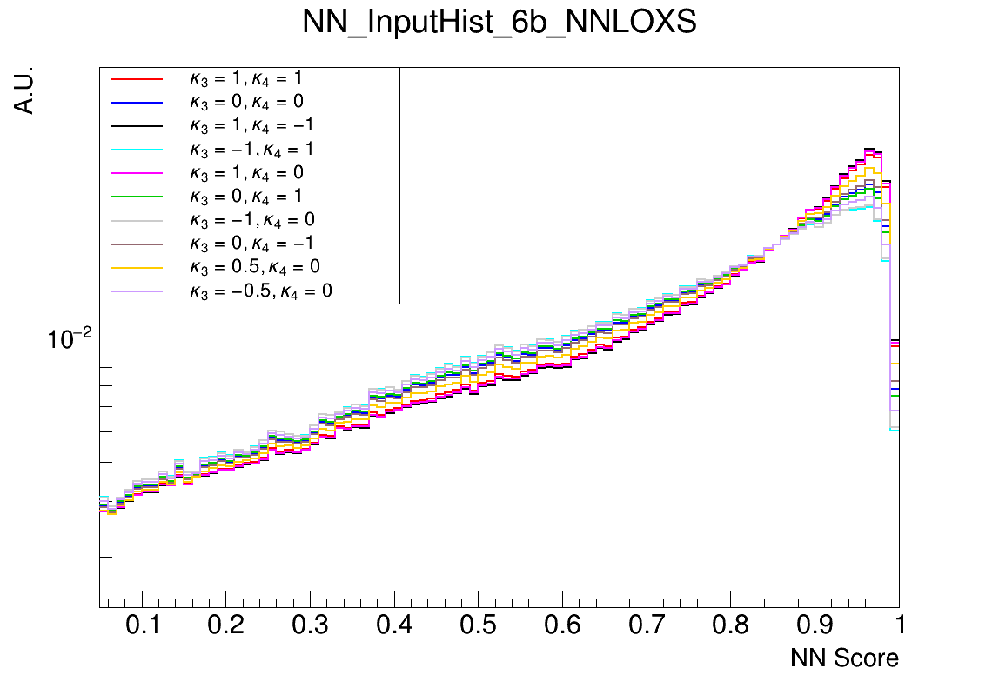 NN_InputHist_6b_NNLOXS
A.U.
κ₃ = 1, κ₄ = 1
κ₃ = 0, κ₄ = 0
κ₃ = 1, κ₄ = −1
κ₃ = −1, κ₄ = 1
κ₃ = 1, κ₄ = 0
κ₃ = 0, κ₄ = 1
κ₃ = −1, κ₄ = 0
κ₃ = 0, κ₄ = −1
κ₃ = 0.5, κ₄ = 0
κ₃ = −0.5, κ₄ = 0
10⁻²
0.1 0.2 0.3 0.4 0.5 0.6 0.7 0.8 0.9 1
NN Score